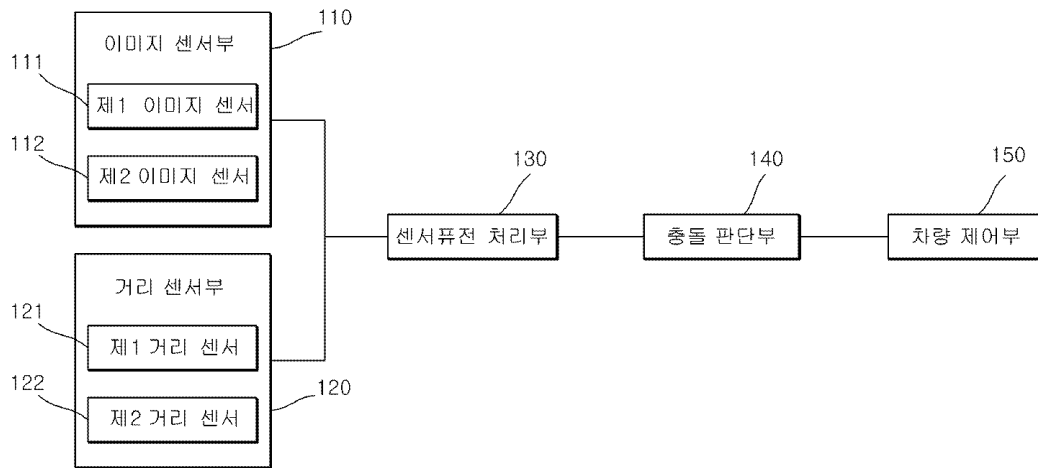 이미지 센서부
110
111
제1 이미지 센서
112
제2 이미지 센서
130
140
150
센서퓨전 처리부
충돌 판단부
차량 제어부
거리 센서부
121
제1 거리 센서
122
제2 거리 센서
120